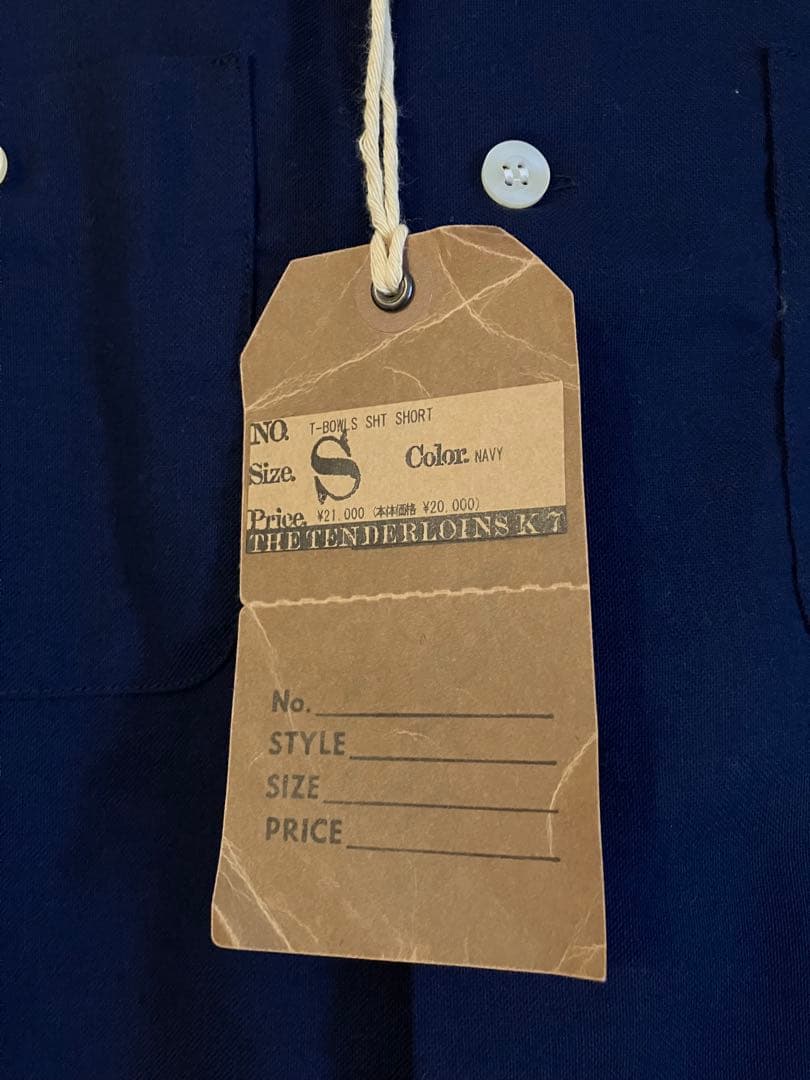 NO. T-BOWLS SHT SHORT
Size. S Color. NAVY
Price. ¥21,000 (本体価格 ¥20,000)
THE TENDERLOINS K 7
No.
STYLE
SIZE
PRICE